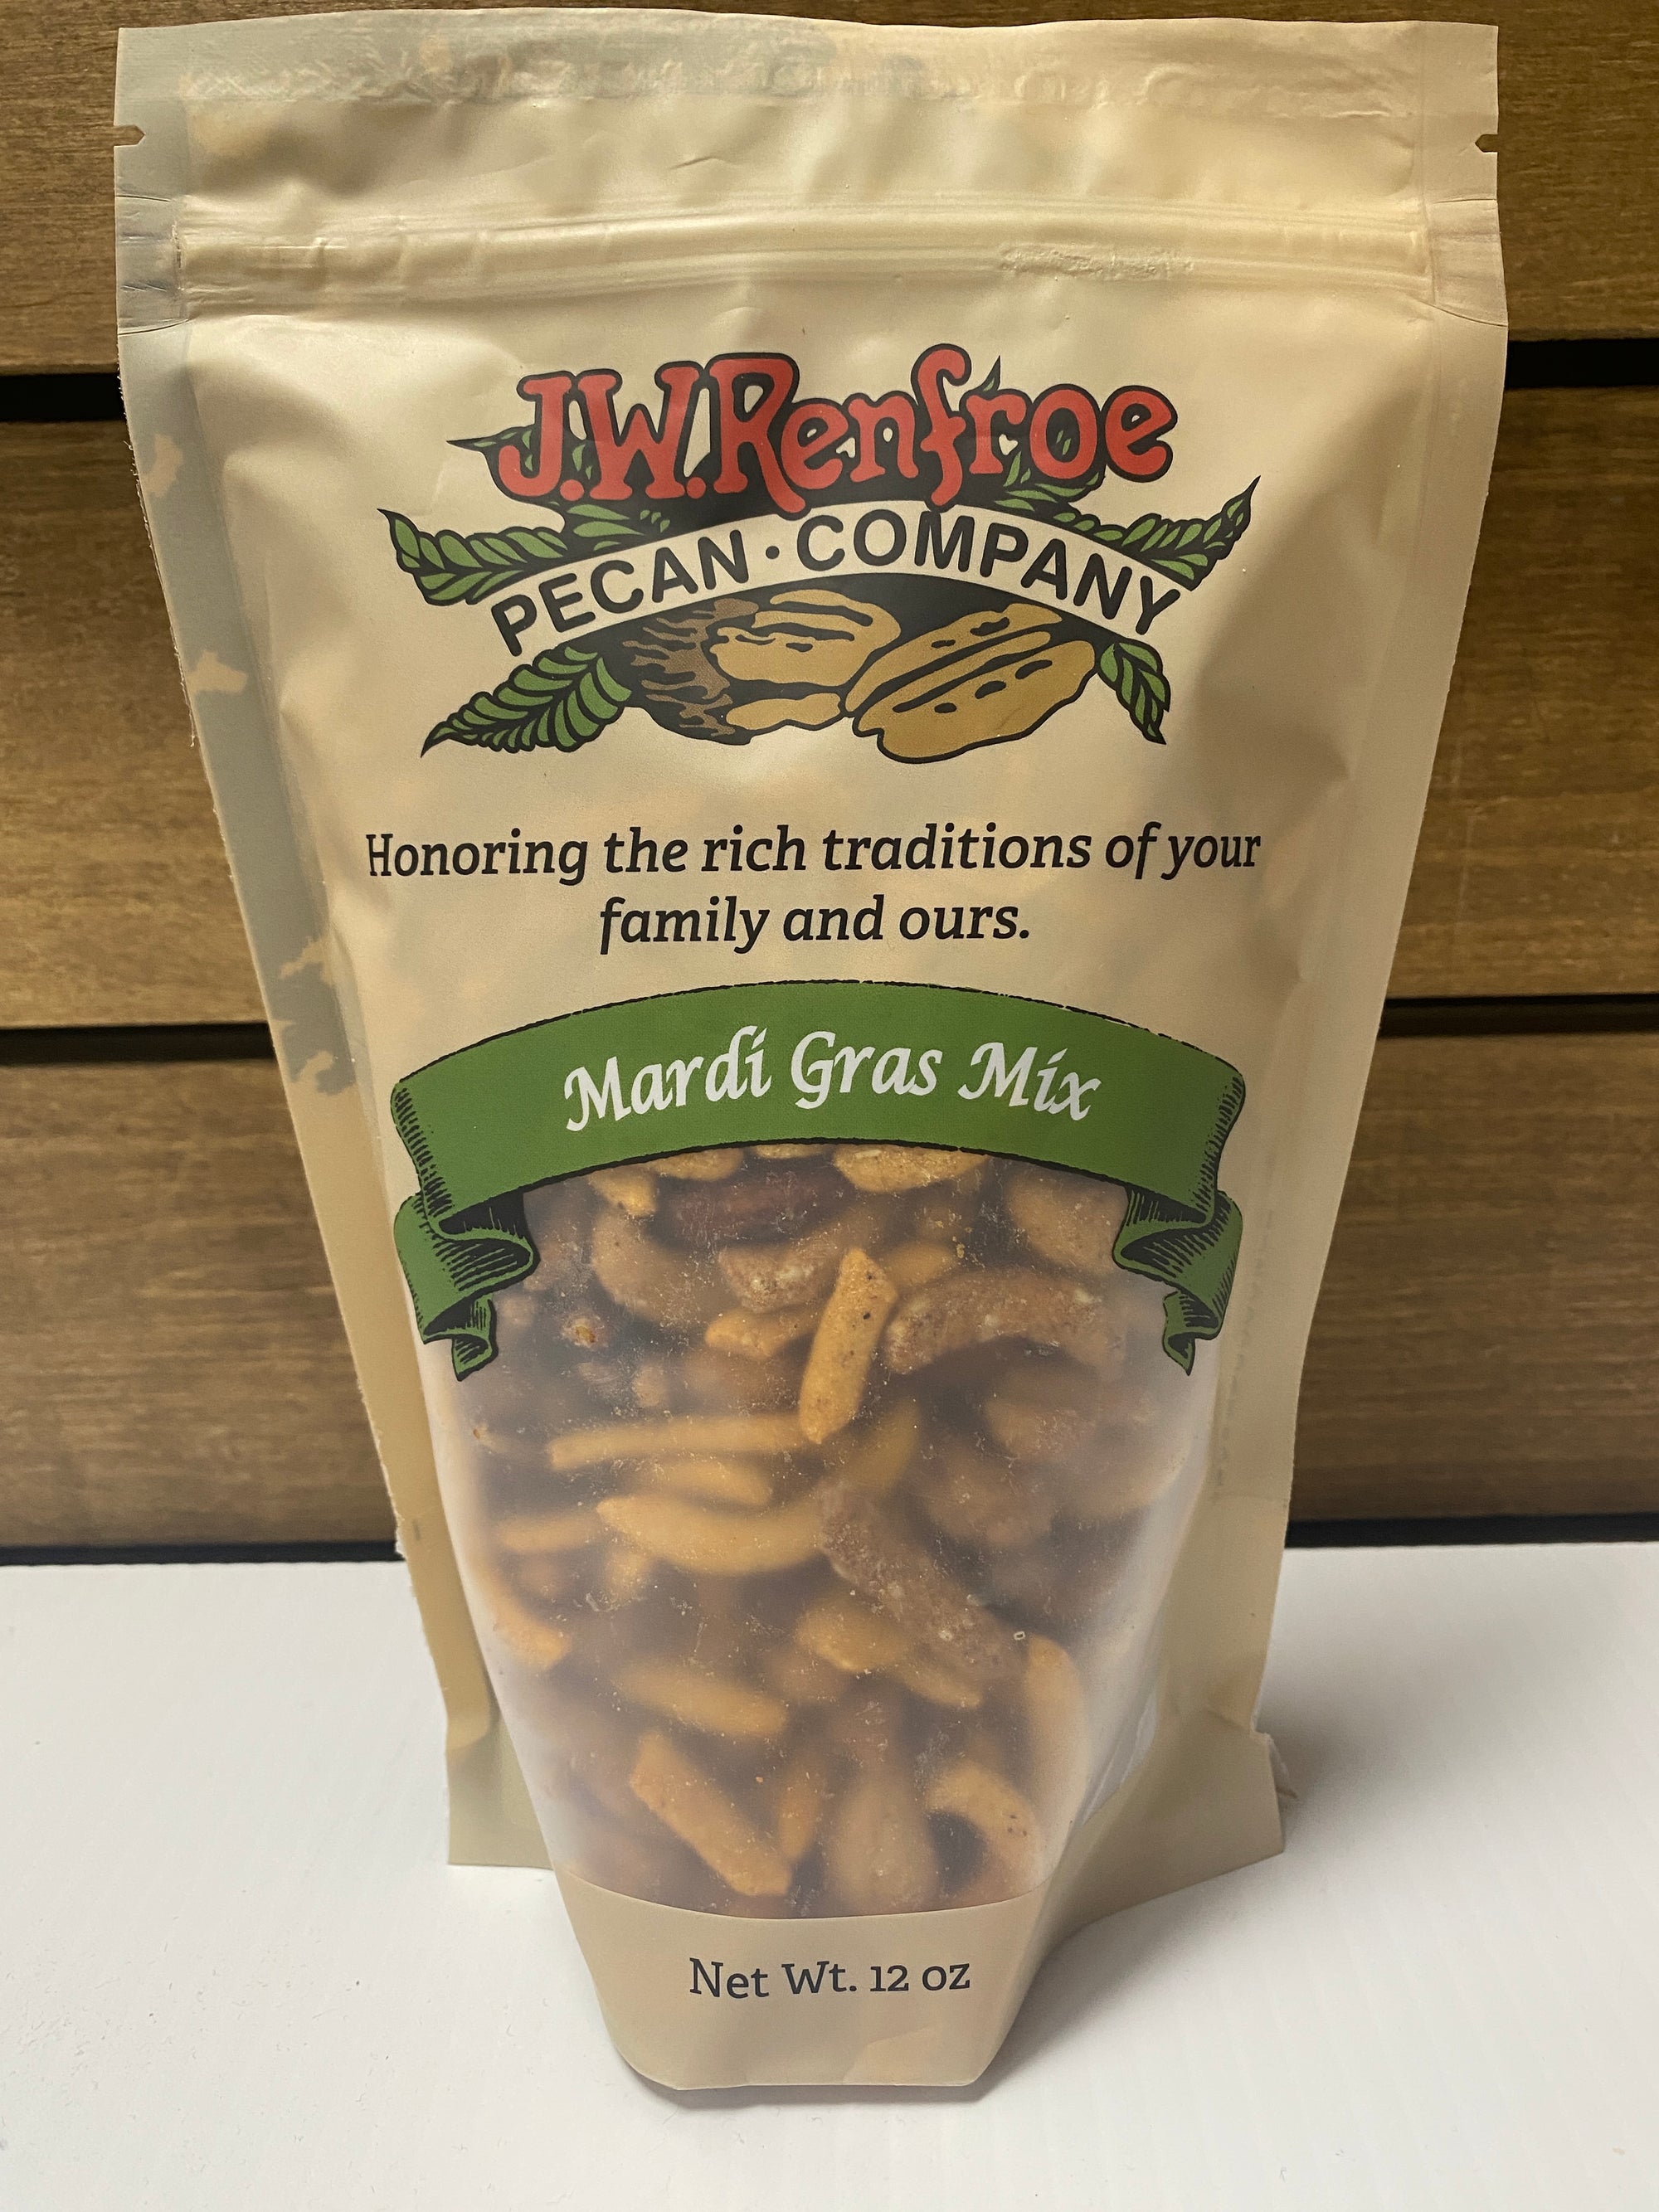 J.W. Renfroe
PECAN · COMPANY
Honoring the rich traditions of your
family and ours.
Mardi Gras Mix
Net Wt. 12 oz